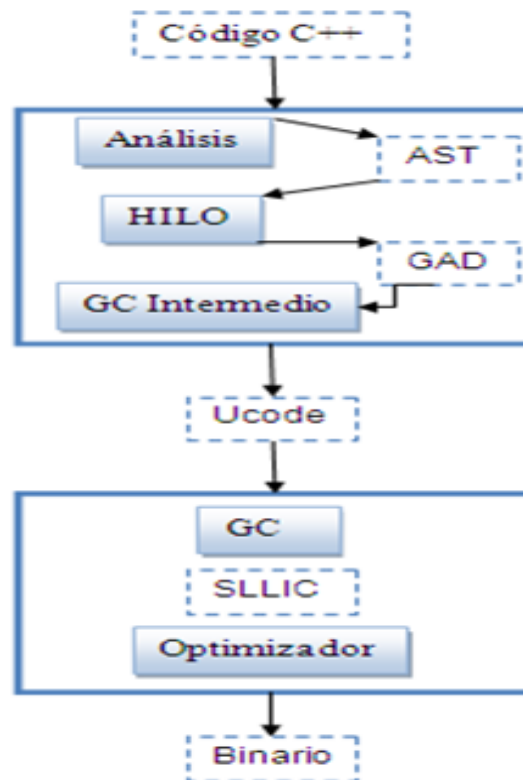 Código C++
Análisis
AST
HILO
GAD
GC Intermedio
Ucode
GC
SLLIC
Optimizador
Binario